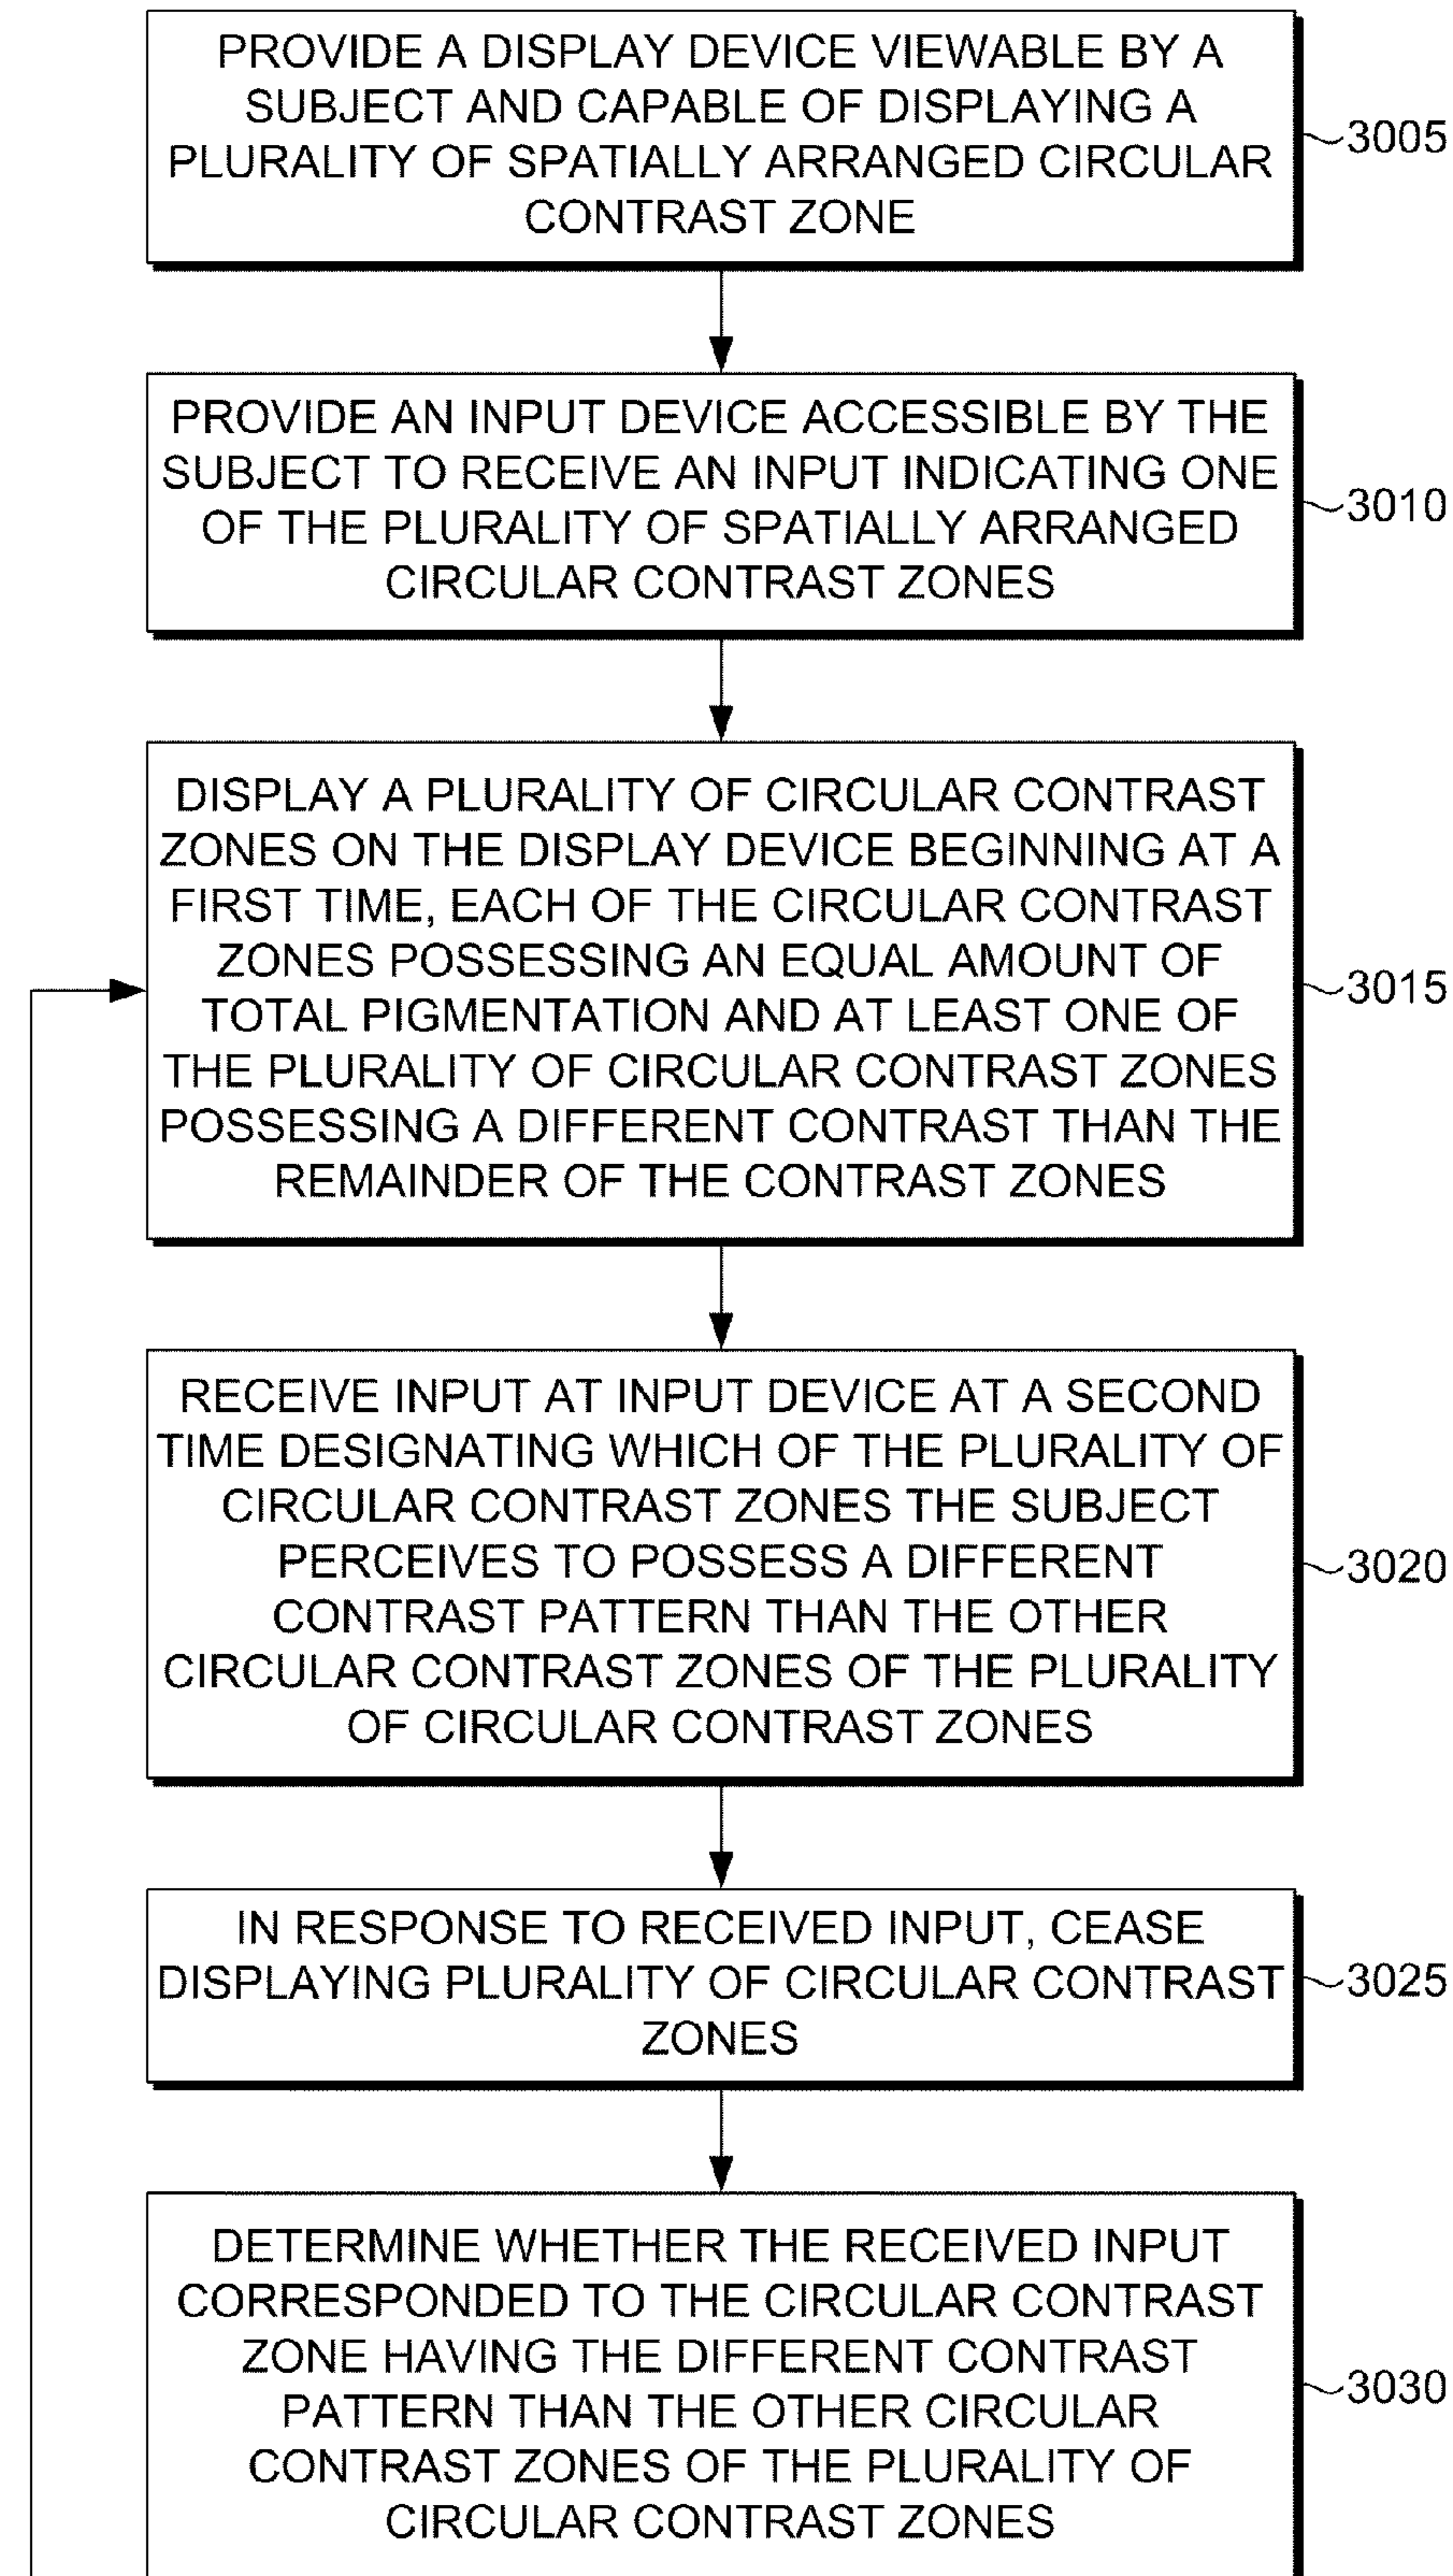 PROVIDE A DISPLAY DEVICE VIEWABLE BY A
SUBJECT AND CAPABLE OF DISPLAYING A
PLURALITY OF SPATIALLY ARRANGED CIRCULAR
CONTRAST ZONE
3005
PROVIDE AN INPUT DEVICE ACCESSIBLE BY THE
SUBJECT TO RECEIVE AN INPUT INDICATING ONE
OF THE PLURALITY OF SPATIALLY ARRANGED
CIRCULAR CONTRAST ZONES
3010
DISPLAY A PLURALITY OF CIRCULAR CONTRAST
ZONES ON THE DISPLAY DEVICE BEGINNING AT A
FIRST TIME, EACH OF THE CIRCULAR CONTRAST
ZONES POSSESSING AN EQUAL AMOUNT OF
TOTAL PIGMENTATION AND AT LEAST ONE OF
THE PLURALITY OF CIRCULAR CONTRAST ZONES
POSSESSING A DIFFERENT CONTRAST THAN THE
REMAINDER OF THE CONTRAST ZONES
3015
RECEIVE INPUT AT INPUT DEVICE AT A SECOND
TIME DESIGNATING WHICH OF THE PLURALITY OF
CIRCULAR CONTRAST ZONES THE SUBJECT
PERCEIVES TO POSSESS A DIFFERENT
CONTRAST PATTERN THAN THE OTHER
CIRCULAR CONTRAST ZONES OF THE PLURALITY
OF CIRCULAR CONTRAST ZONES
3020
IN RESPONSE TO RECEIVED INPUT, CEASE
DISPLAYING PLURALITY OF CIRCULAR CONTRAST
ZONES
3025
DETERMINE WHETHER THE RECEIVED INPUT
CORRESPONDED TO THE CIRCULAR CONTRAST
ZONE HAVING THE DIFFERENT CONTRAST
PATTERN THAN THE OTHER CIRCULAR
CONTRAST ZONES OF THE PLURALITY OF
CIRCULAR CONTRAST ZONES
3030